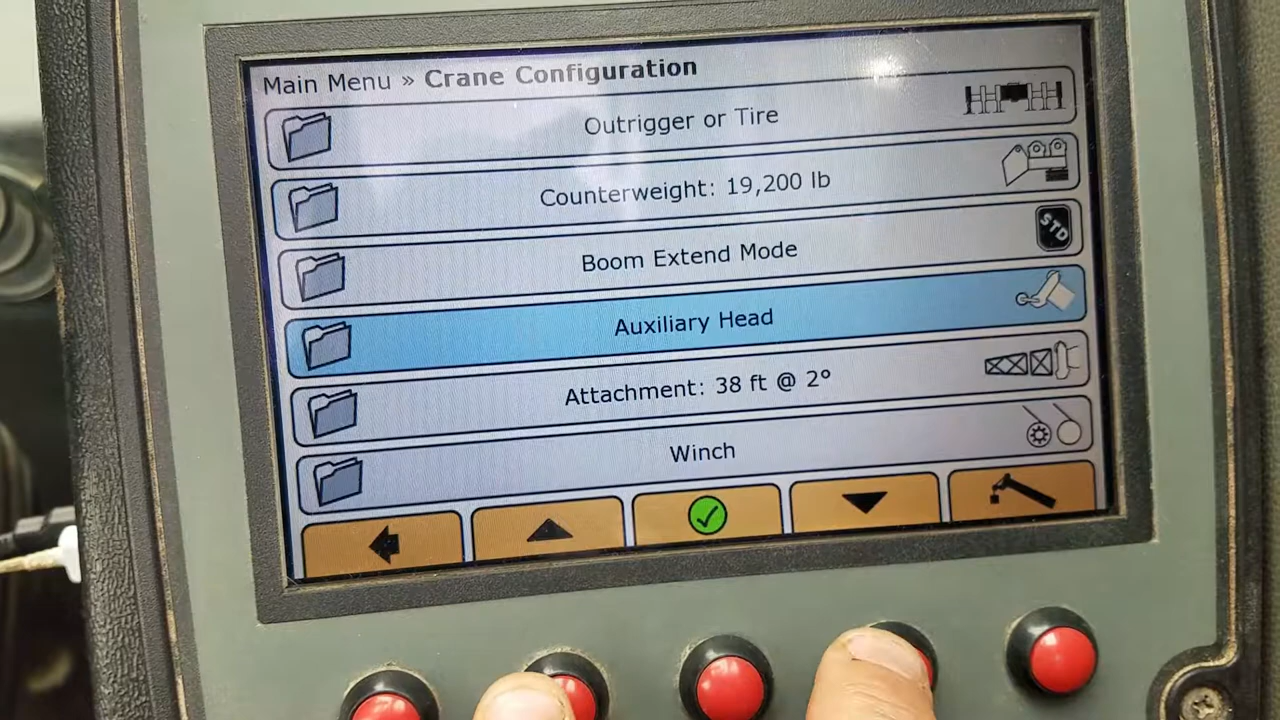 Main Menu » Crane Configuration
Outrigger or Tire
Counterweight: 19,200 lb
Boom Extend Mode
STD
Auxiliary Head
Attachment: 38 ft @ 2°
Winch